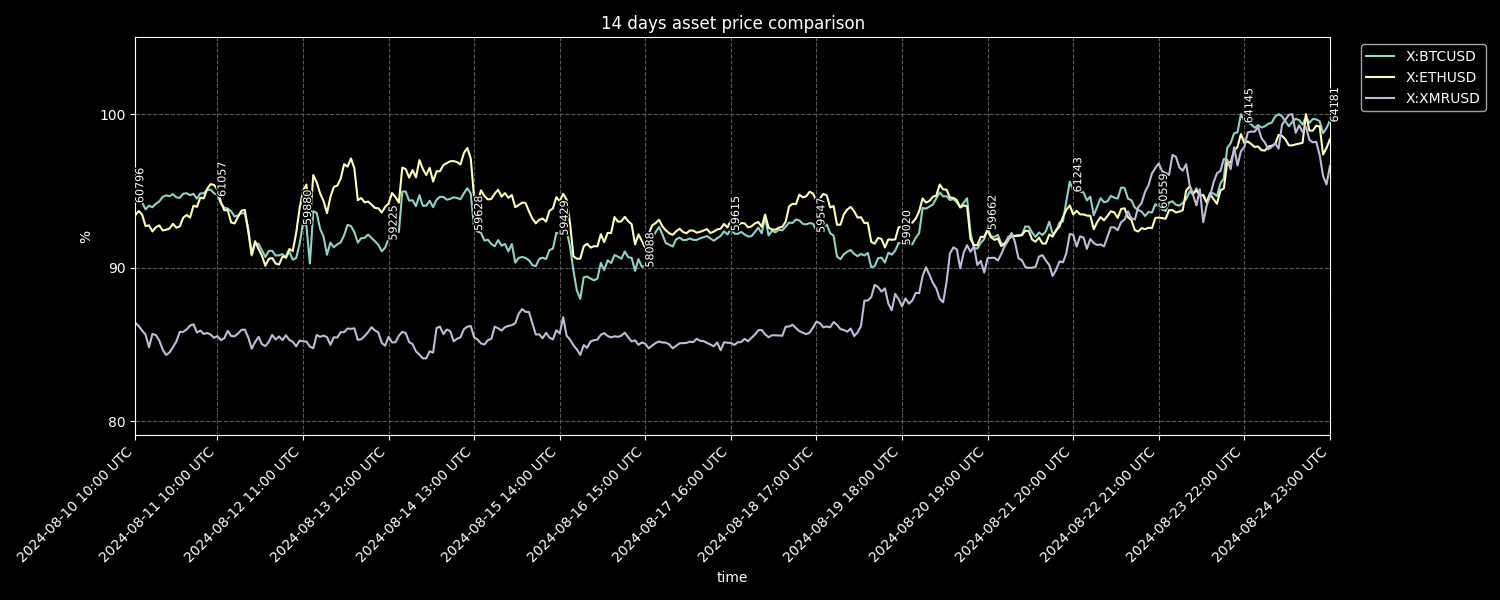 14 days asset price comparison
X:BTCUSD
X:ETHUSD
X:XMRUSD
100
90
80
%
60796
61057
59880
59225
59628
59429
58088
59615
59547
59020
59662
61243
60559
64145
64181
2024-08-10 10:00 UTC
2024-08-11 10:00 UTC
2024-08-12 11:00 UTC
2024-08-13 12:00 UTC
2024-08-14 13:00 UTC
2024-08-15 14:00 UTC
2024-08-16 15:00 UTC
2024-08-17 16:00 UTC
2024-08-18 17:00 UTC
2024-08-19 18:00 UTC
2024-08-20 19:00 UTC
2024-08-21 20:00 UTC
2024-08-22 21:00 UTC
2024-08-23 22:00 UTC
2024-08-24 23:00 UTC
time